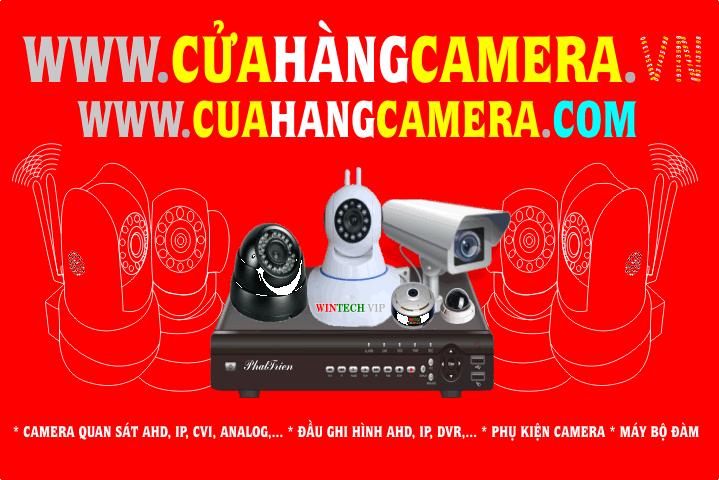 WWW.CỬAHÀNGCAMERA.VN
WWW.CUAHANGCAMERA.COM
WINTECH VIP
PhatTrien
* CAMERA QUAN SÁT AHD, IP, CVI, ANALOG,... * ĐẦU GHI HÌNH AHD, IP, DVR,... * PHỤ KIỆN CAMERA * MÁY BỘ ĐÀM